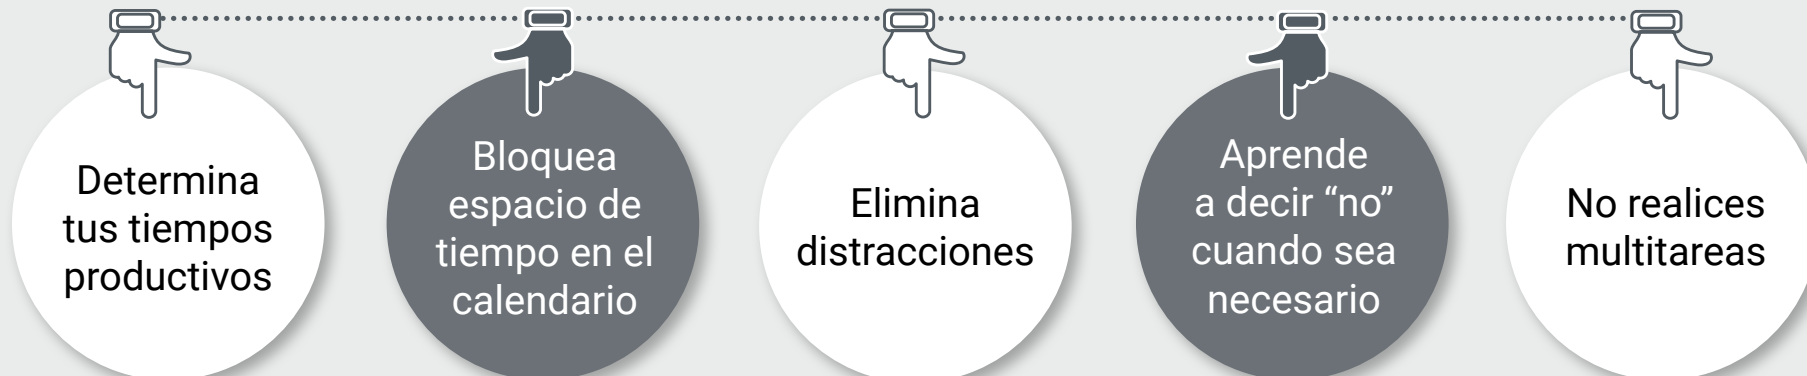 Determina
tus tiempos
productivos
Bloquea
espacio de
tiempo en el
calendario
Elimina
distracciones
Aprende
a decir “no”
cuando sea
necesario
No realices
multitareas